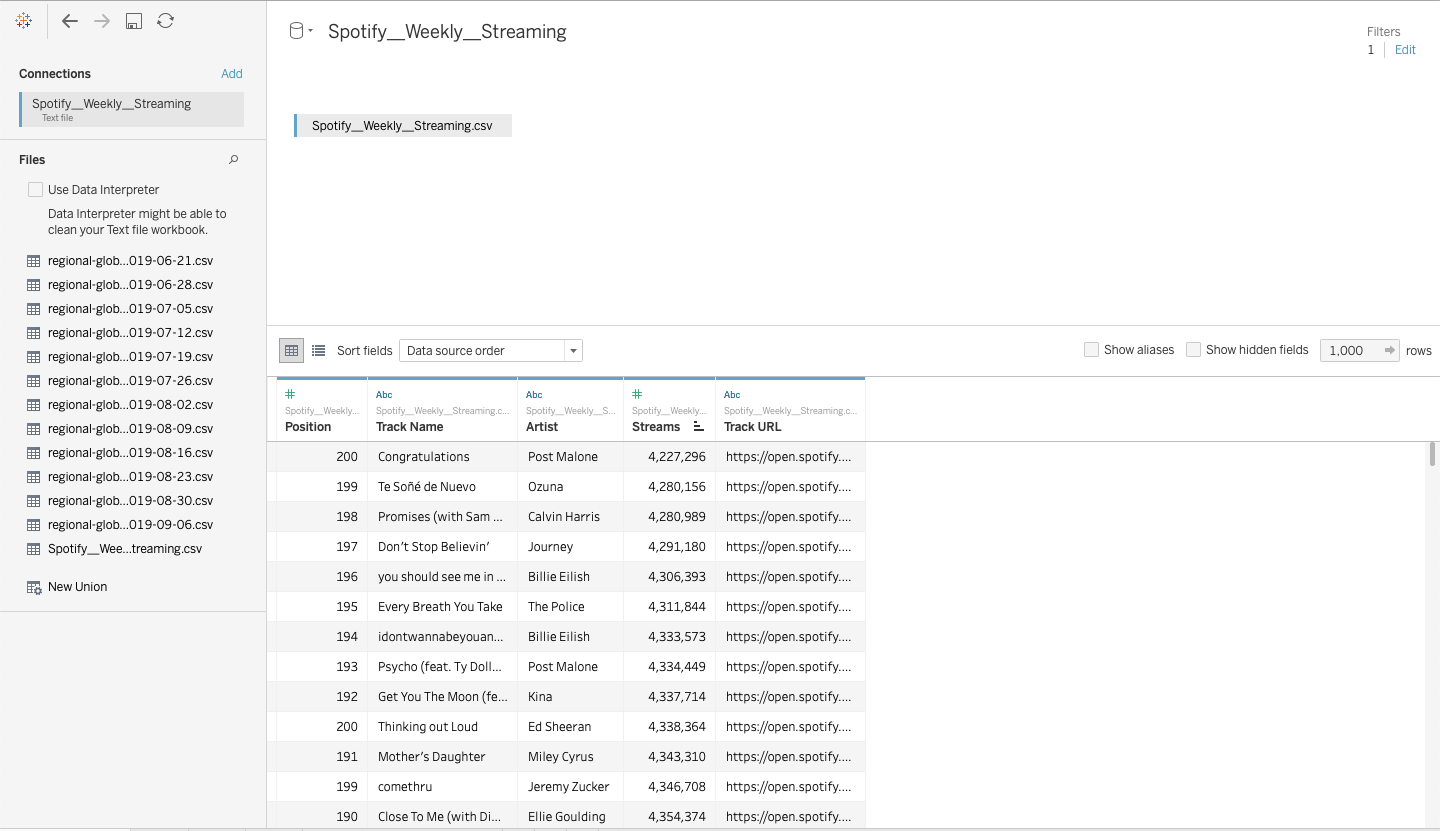 Spotify__Weekly__Streaming
Filters
1 Edit
Connections Add
Spotify__Weekly__Streaming
Text file
Spotify__Weekly__Streaming.csv
Files
Use Data Interpreter
Data Interpreter might be able to
clean your Text file workbook.
regional-glob...019-06-21.csv
regional-glob...019-06-28.csv
regional-glob...019-07-05.csv
regional-glob...019-07-12.csv
regional-glob...019-07-19.csv
regional-glob...019-07-26.csv
regional-glob...019-08-02.csv
regional-glob...019-08-09.csv
regional-glob...019-08-16.csv
regional-glob...019-08-23.csv
regional-glob...019-08-30.csv
regional-glob...019-09-06.csv
Spotify__Wee...treaming.csv
New Union
Sort fields Data source order Show aliases Show hidden fields 1,000 rows
# Abc Abc # Abc
Spotify__Weekly... Spotify__Weekly__Streaming.c... Spotify__Weekly__S... Spotify__Weekly... Spotify__Weekly__Streaming.c...
Position Track Name Artist Streams Track URL
200 Congratulations Post Malone 4,227,296 https://open.spotify....
199 Te Soñé de Nuevo Ozuna 4,280,156 https://open.spotify....
198 Promises (with Sam ... Calvin Harris 4,280,989 https://open.spotify....
197 Don’t Stop Believin’ Journey 4,291,180 https://open.spotify....
196 you should see me in ... Billie Eilish 4,306,393 https://open.spotify....
195 Every Breath You Take The Police 4,311,844 https://open.spotify....
194 idontwannabeyouan... Billie Eilish 4,333,573 https://open.spotify....
193 Psycho (feat. Ty Doll... Post Malone 4,334,449 https://open.spotify....
192 Get You The Moon (fe... Kina 4,337,714 https://open.spotify....
200 Thinking out Loud Ed Sheeran 4,338,364 https://open.spotify....
191 Mother’s Daughter Miley Cyrus 4,343,310 https://open.spotify....
199 comethru Jeremy Zucker 4,346,708 https://open.spotify....
190 Close To Me (with Di... Ellie Goulding 4,354,374 https://open.spotify....